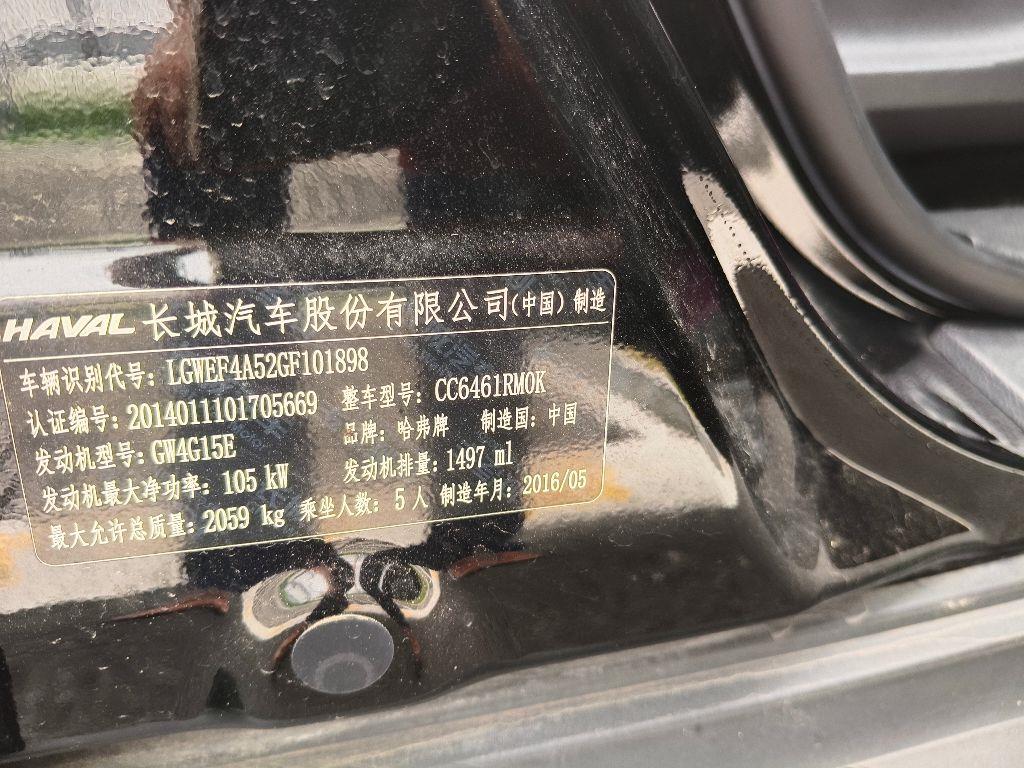 HAVAL 长城汽车股份有限公司(中国)制造
车辆识别代号：LGWEF4A52GF101898
认证编号：2014011101705669 整车型号：CC6461RM0K
发动机型号：GW4G15E 品牌：哈弗牌 制造国：中国
发动机最大净功率：105 kW 发动机排量：1497 ml
最大允许总质量：2059 kg 乘坐人数：5人 制造年月：2016/05